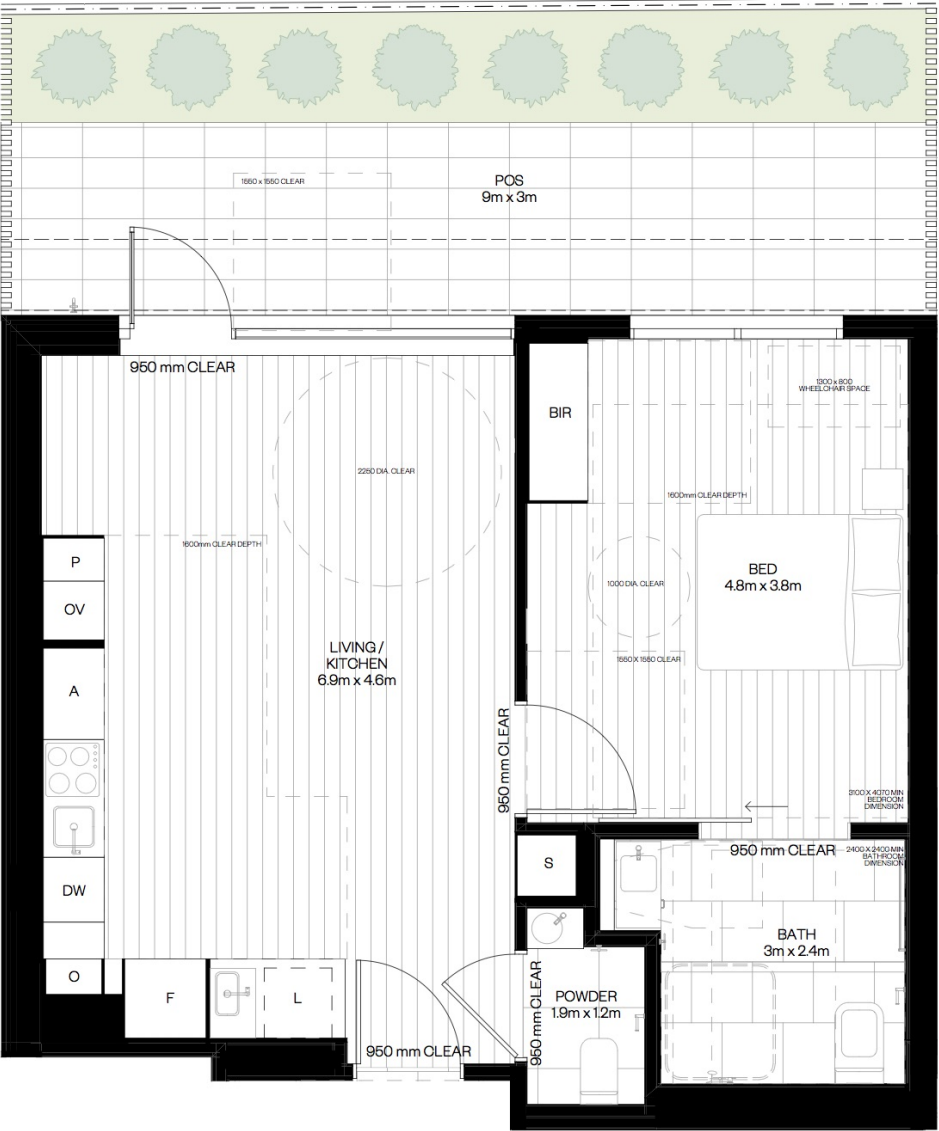 1550 x 1550 CLEAR
POS
9m x 3m
950 mm CLEAR
BIR
1300 x 800
WHEELCHAIR SPACE
2250 DIA. CLEAR
1600mm CLEAR DEPTH
1600mm CLEAR DEPTH
P
OV
1000 DIA. CLEAR
BED
4.8m x 3.8m
LIVING /
KITCHEN
6.9m x 4.6m
1550 X 1550 CLEAR
A
950 mm CLEAR
3100 X 4070 MIN
BEDROOM
DIMENSION
S
950 mm CLEAR
2400 X 2400 MIN
BATHROOM
DIMENSION
DW
BATH
3m x 2.4m
O
F
L
950 mm CLEAR
POWDER
1.9m x 1.2m
950 mm CLEAR